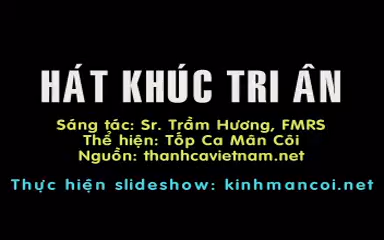 HÁT KHÚC TRI ÂN
Sáng tác: Sr. Trầm Hương, FMRS
Thể hiện: Tốp Ca Mân Côi
Nguồn: thanhcavietnam.net
Thực hiện slideshow: kinhmancoi.net